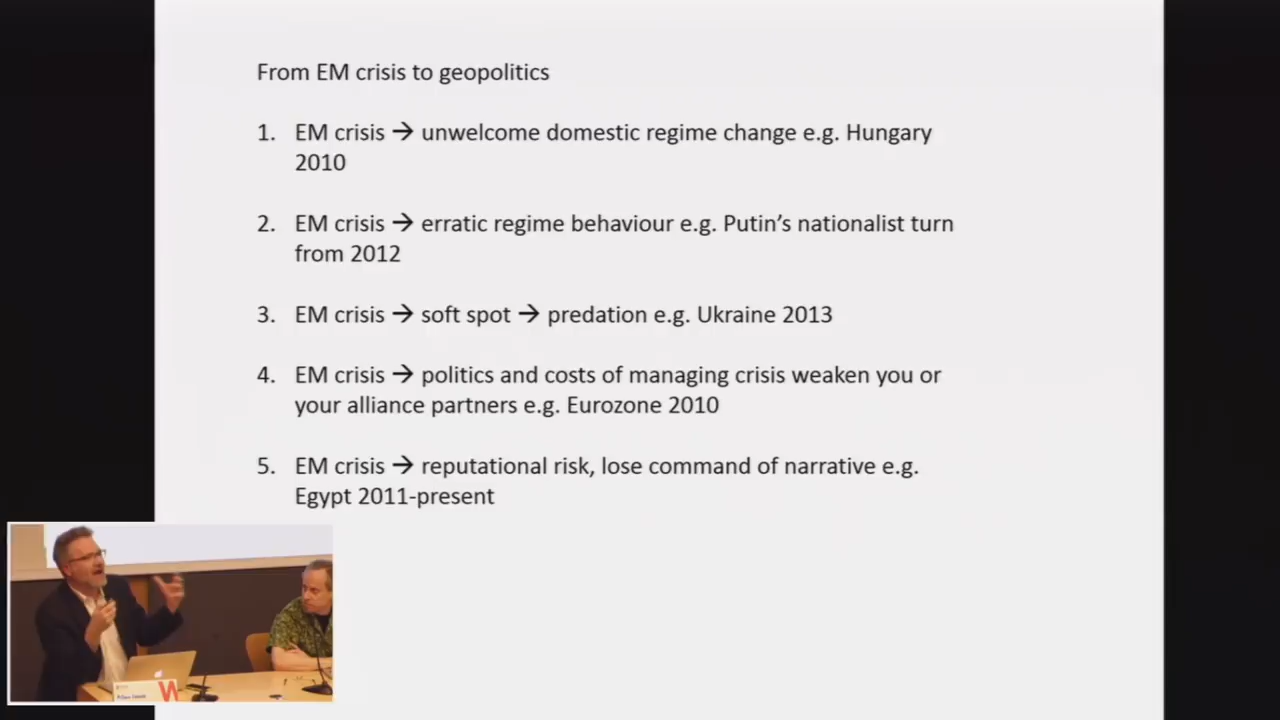 From EM crisis to geopolitics
1. EM crisis → unwelcome domestic regime change e.g. Hungary
2010
2. EM crisis → erratic regime behaviour e.g. Putin's nationalist turn
from 2012
3. EM crisis → soft spot → predation e.g. Ukraine 2013
4. EM crisis → politics and costs of managing crisis weaken you or
your alliance partners e.g. Eurozone 2010
5. EM crisis → reputational risk, lose command of narrative e.g.
Egypt 2011-present
W